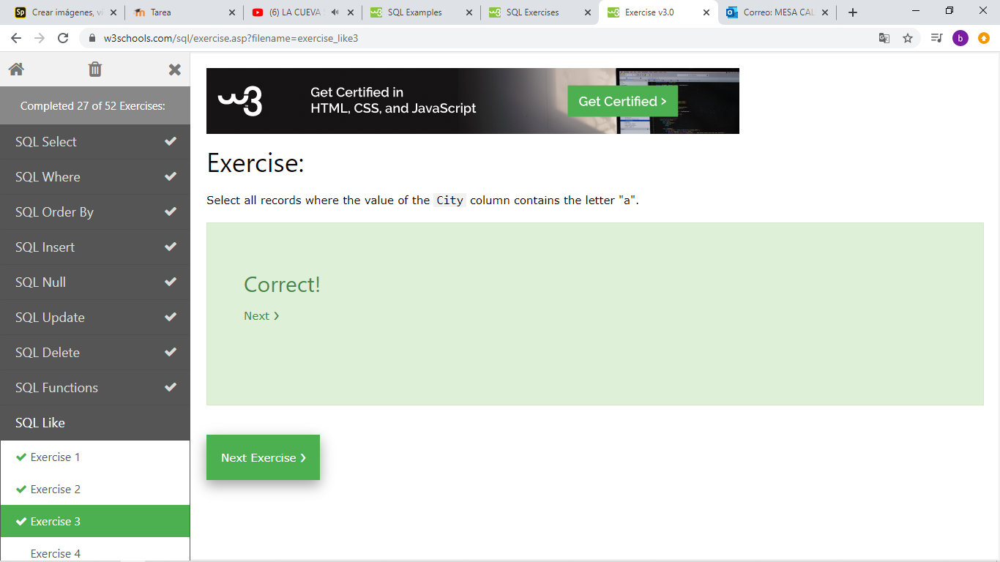 Crear imágenes, ví
Tarea
(6) LA CUEVA S
SQL Examples
SQL Exercises
Exercise v3.0
Correo: MESA CAL
w3schools.com/sql/exercise.asp?filename=exercise_like3
b
Completed 27 of 52 Exercises:
SQL Select
SQL Where
SQL Order By
SQL Insert
SQL Null
SQL Update
SQL Delete
SQL Functions
SQL Like
Exercise 1
Exercise 2
Exercise 3
Exercise 4
w3
Get Certified in
HTML, CSS, and JavaScript
Get Certified >
Exercise:
Select all records where the value of the City column contains the letter "a".
Correct!
Next ❯
Next Exercise ❯